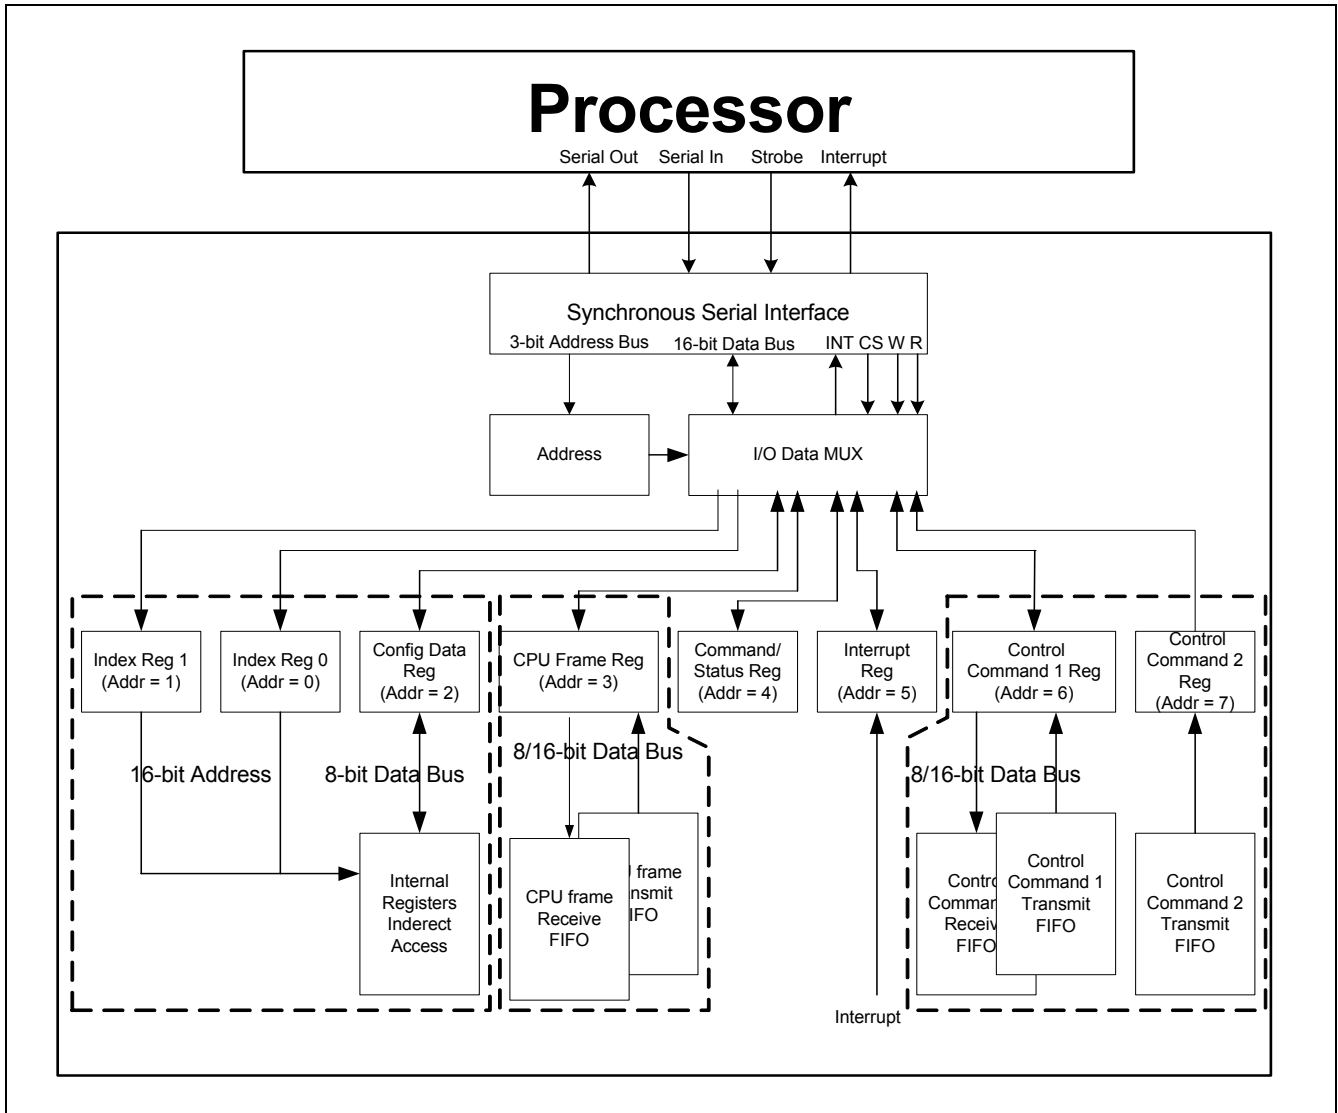 Processor
Serial Out Serial In Strobe Interrupt
Synchronous Serial Interface
3-bit Address Bus 16-bit Data Bus INT CS W R
Address
I/O Data MUX
Index Reg 1
(Addr = 1)
Index Reg 0
(Addr = 0)
Config Data
Reg
(Addr = 2)
CPU Frame Reg
(Addr = 3)
Command/
Status Reg
(Addr = 4)
Interrupt
Reg
(Addr = 5)
Control
Command 1 Reg
(Addr = 6)
Control
Command 2
Reg
(Addr = 7)
16-bit Address
8-bit Data Bus
8/16-bit Data Bus
8/16-bit Data Bus
Internal
Registers
Inderect
Access
CPU frame
Receive
FIFO
frame
Control
Command 1
Transmit
FIFO
FIFO
Control
Command 2
Transmit
FIFO
Interrupt